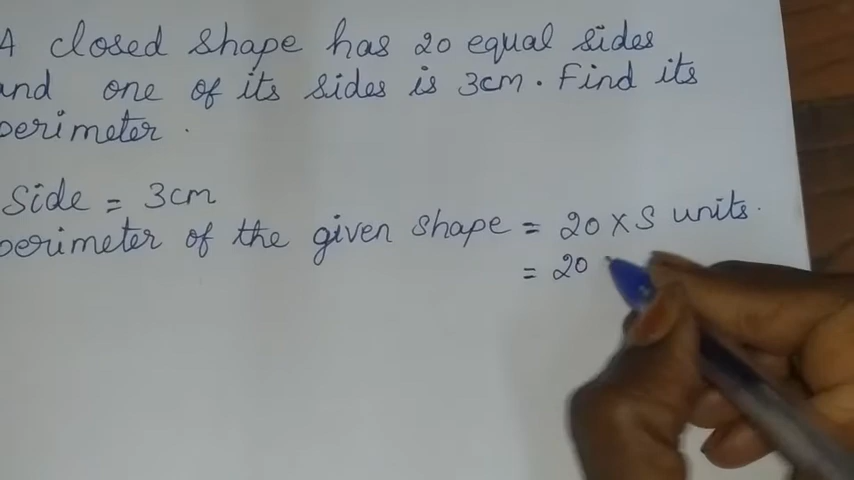 A closed shape has 20 equal sides
and one of its sides is 3cm. Find its
perimeter.
Side = 3cm
perimeter of the given shape = 20 X S units.
= 20